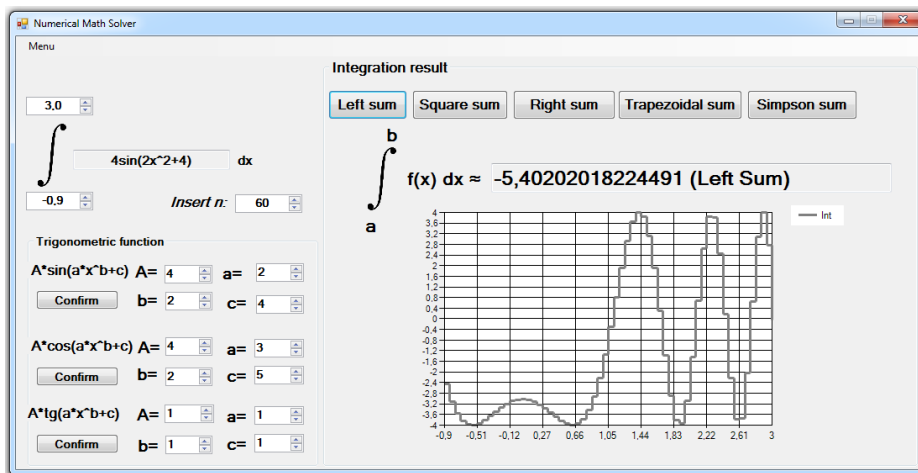 Numerical Math Solver
Menu
3,0
4sin(2x^2+4) dx
-0,9
Insert n: 60
Trigonometric function
A*sin(a*x^b+c) A= 4 a= 2
Confirm b= 2 c= 4
A*cos(a*x^b+c) A= 4 a= 3
Confirm b= 2 c= 5
A*tg(a*x^b+c) A= 1 a= 1
Confirm b= 1 c= 1
Integration result
Left sum Square sum Right sum Trapezoidal sum Simpson sum
b
∫ f(x) dx ≈ -5,40202018224491 (Left Sum)
a
4
3,6
3,2
2,8
2,4
2
1,6
1,2
0,8
0,4
0
-0,4
-0,8
-1,2
-1,6
-2
-2,4
-2,8
-3,2
-3,6
-4
-0,9 -0,51 -0,12 0,27 0,66 1,05 1,44 1,83 2,22 2,61 3
Int